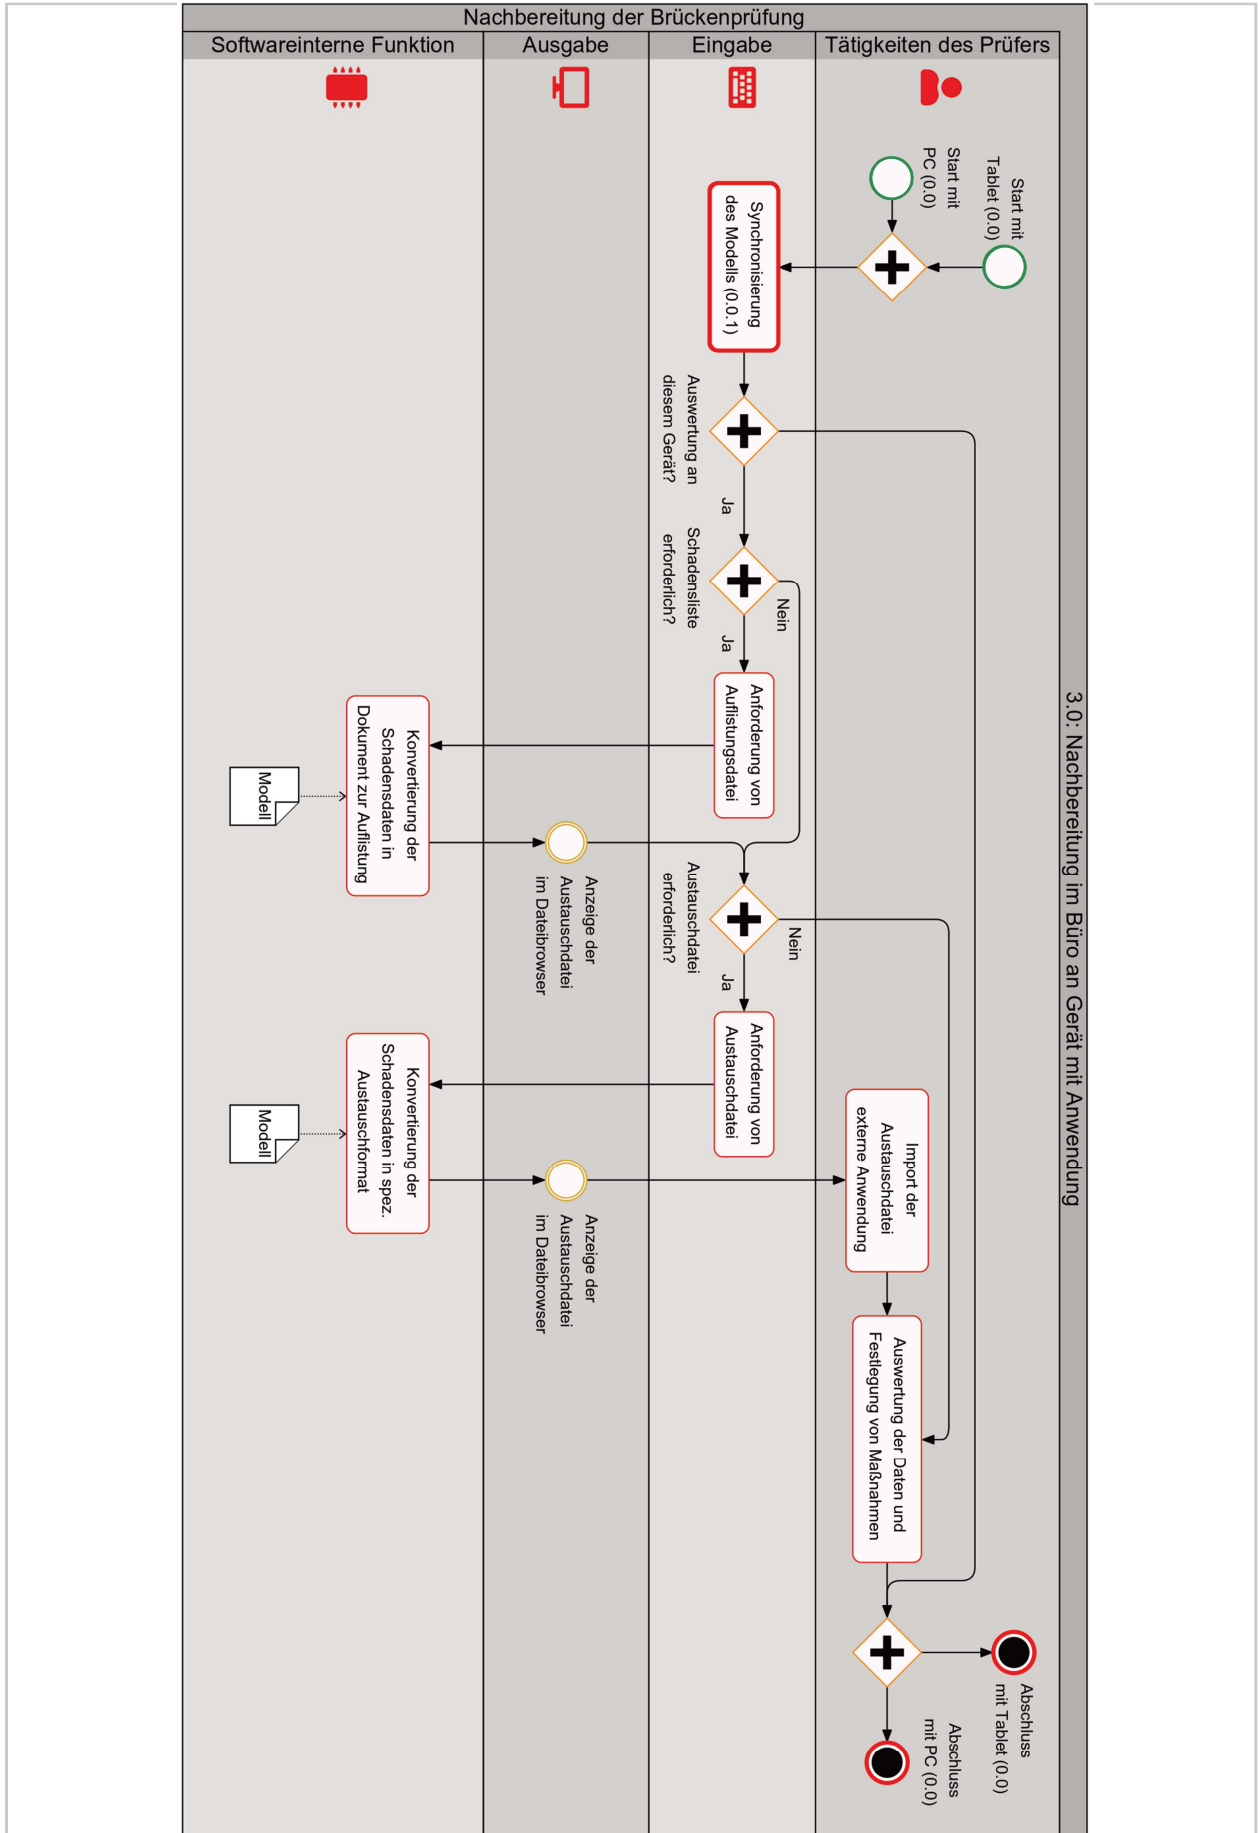 Nachbereitung der Brückenprüfung
Softwareinterne Funktion
Ausgabe
Eingabe
Tätigkeiten des Prüfers
3.0: Nachbereitung im Büro an Gerät mit Anwendung
Start mit
Tablet (0.0)
Start mit
PC (0.0)
Synchronisierung
des Modells (0.0.1)
Auswertung an
diesem Gerät?
Ja
Schadensliste
erforderlich?
Nein
Ja
Anforderung von
Auflistungsdatei
Konvertierung der
Schadensdaten in
Dokument zur Auflistung
Modell
Anzeige der
Austauschdatei
im Dateibrowser
Austauschdatei
erforderlich?
Nein
Ja
Anforderung von
Austauschdatei
Konvertierung der
Schadensdaten in spez.
Austauschformat
Modell
Anzeige der
Austauschdatei
im Dateibrowser
Import der
Austauschdatei
externe Anwendung
Auswertung der Daten und
Festlegung von Maßnahmen
Abschluss
mit Tablet (0.0)
Abschluss
mit PC (0.0)